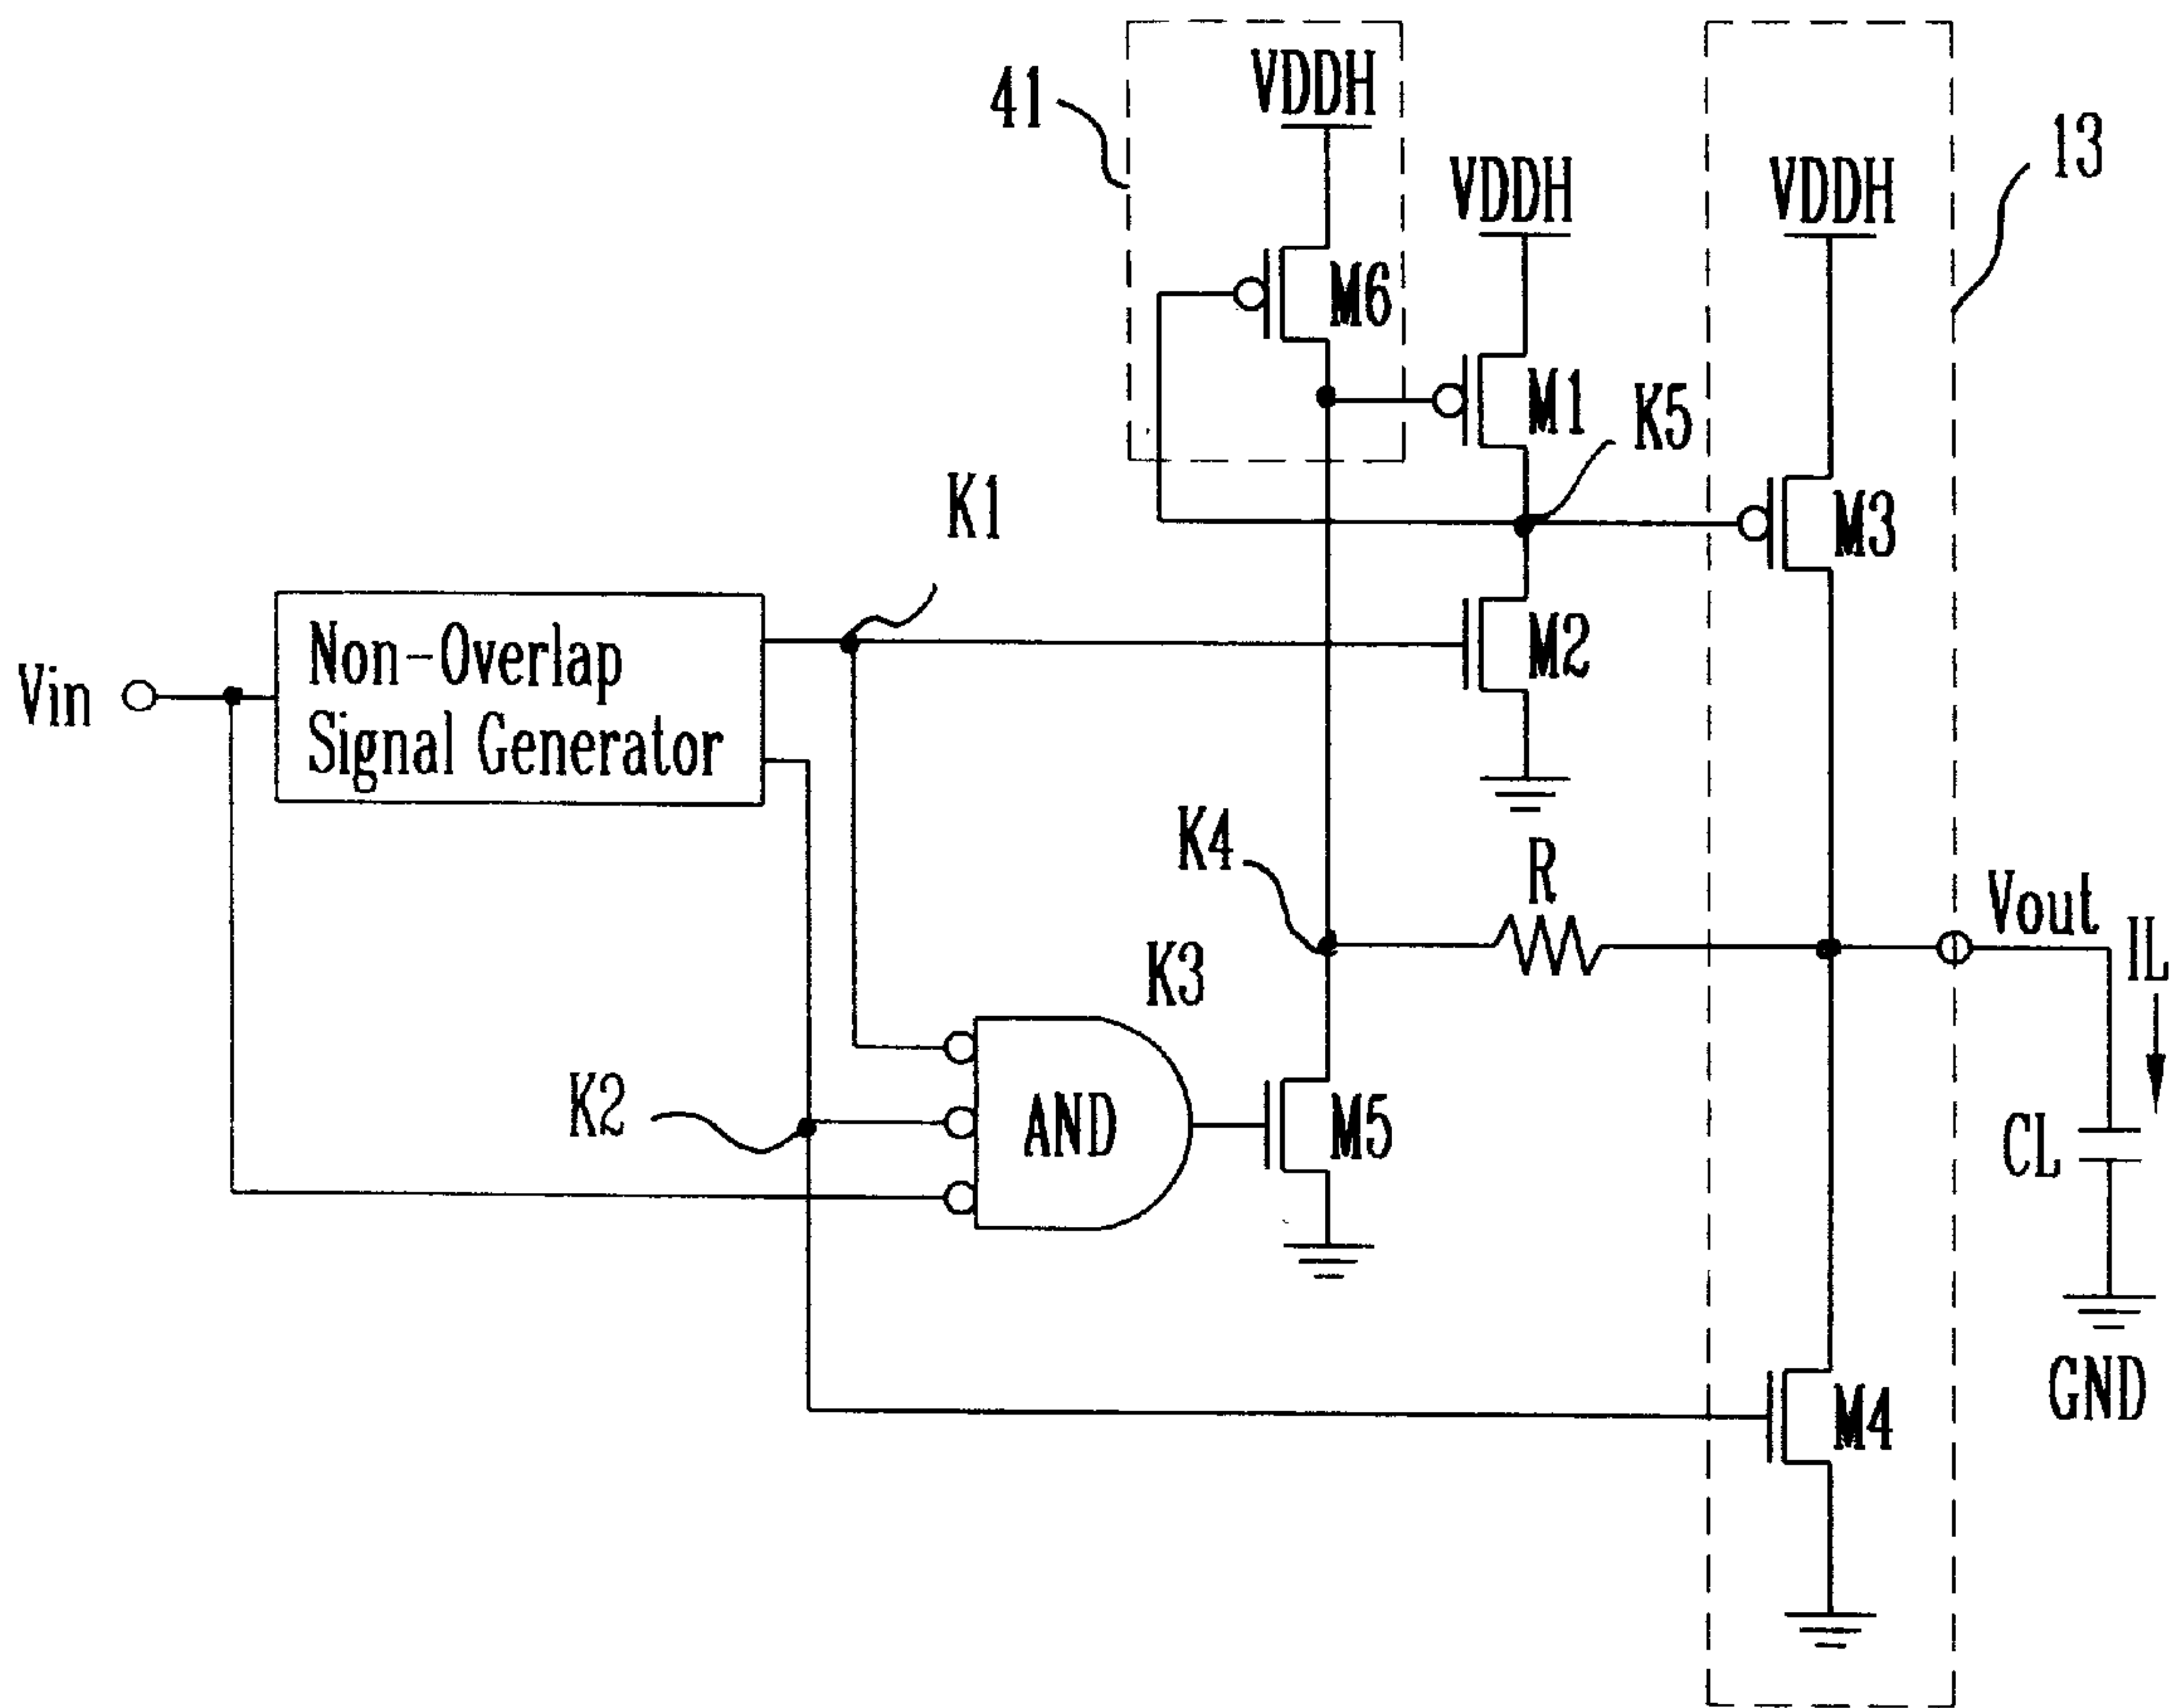 VDDH
41
13
VDDH
VDDH
M6
M1
K5
K1
M3
Non-Overlap
Signal Generator
M2
Vin
K4
R
Vout
IL
K3
K2
AND
M5
CL
GND
M4